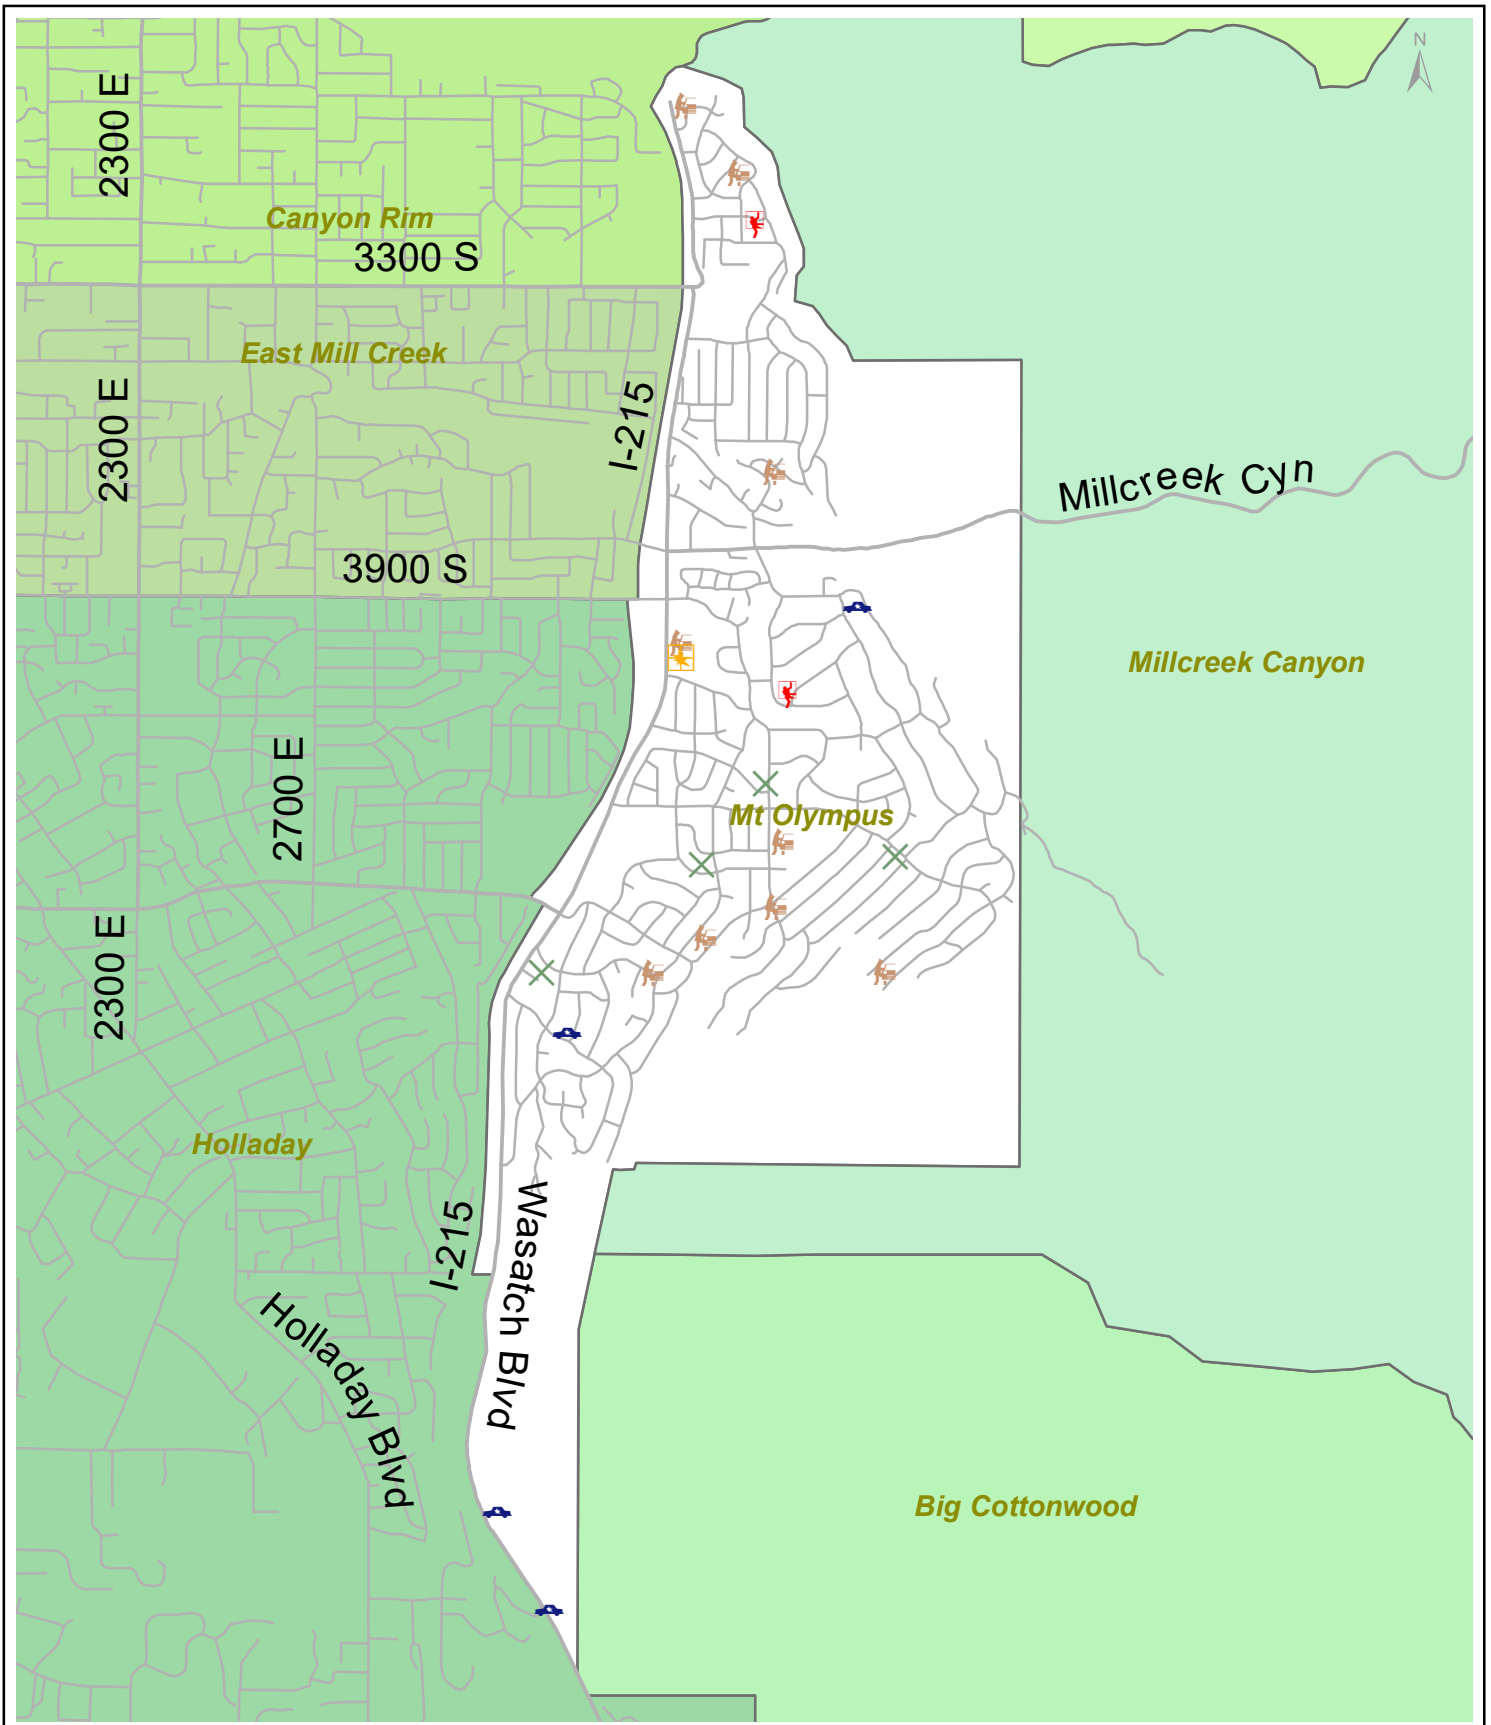 N
2300 E
Canyon Rim
3300 S
East Mill Creek
2300 E
I-215
Millcreek Cyn
3900 S
Millcreek Canyon
2700 E
Mt Olympus
2300 E
Holladay
I-215
Wasatch Blvd
Holladay Blvd
Big Cottonwood